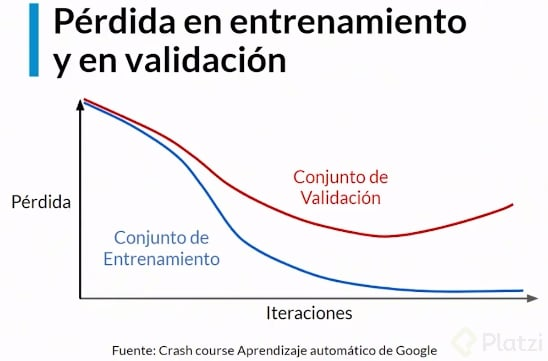 Pérdida en entrenamiento
y en validación
Conjunto de
Validación
Pérdida
Conjunto de
Entrenamiento
Iteraciones
Platzi
Fuente: Crash course Aprendizaje automático de Google